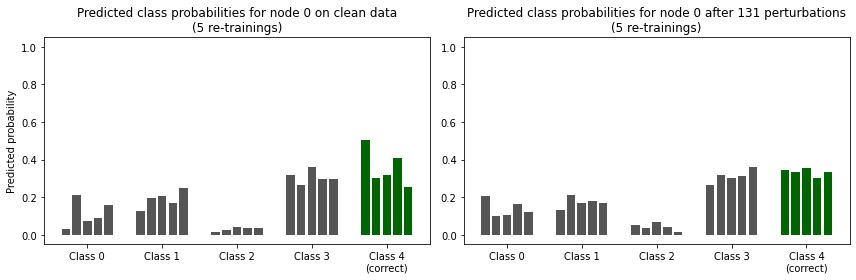 Predicted class probabilities for node 0 on clean data
(5 re-trainings)
Predicted probability
1.0
0.8
0.6
0.4
0.2
0.0
Class 0
Class 1
Class 2
Class 3
Class 4
(correct)
Predicted class probabilities for node 0 after 131 perturbations
(5 re-trainings)
1.0
0.8
0.6
0.4
0.2
0.0
Class 0
Class 1
Class 2
Class 3
Class 4
(correct)